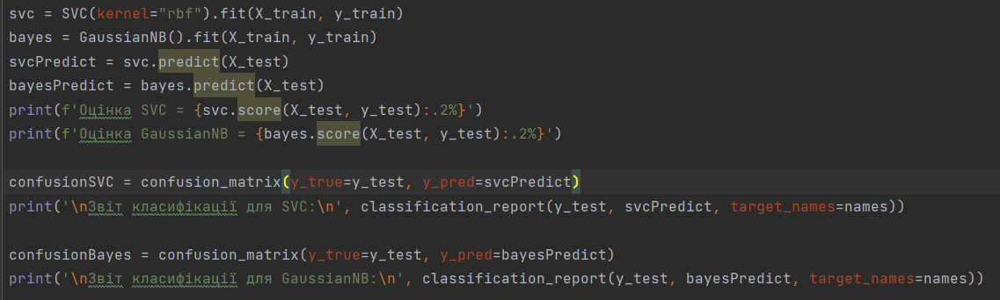 svc = SVC(kernel="rbf").fit(X_train, y_train)
bayes = GaussianNB().fit(X_train, y_train)
svcPredict = svc.predict(X_test)
bayesPredict = bayes.predict(X_test)
print(f'Оцінка SVC = {svc.score(X_test, y_test):.2%}')
print(f'Оцінка GaussianNB = {bayes.score(X_test, y_test):.2%}')
confusionSVC = confusion_matrix(y_true=y_test, y_pred=svcPredict)
print('\nЗвіт класифікації для SVC:\n', classification_report(y_test, svcPredict, target_names=names))
confusionBayes = confusion_matrix(y_true=y_test, y_pred=bayesPredict)
print('\nЗвіт класифікації для GaussianNB:\n', classification_report(y_test, bayesPredict, target_names=names))